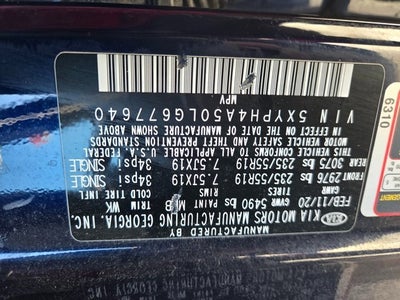 MANUFACTURED BY
KIA KIA MOTORS MANUFACTURING GEORGIA, INC.
FEB/11/20 GVWR 5490 lbs PAINT MLB TRIM WK
GAWR TIRES RIMS COLD TIRE INFL
FRONT 2976 lbs 235/55R19 7.5JX19 34psi SINGLE
REAR 3075 lbs 235/55R19 7.5JX19 34psi SINGLE
THIS VEHICLE CONFORMS TO ALL APPLICABLE U.S.A. FEDERAL
MOTOR VEHICLE SAFETY AND THEFT PREVENTION STANDARDS
IN EFFECT ON THE DATE OF MANUFACTURE SHOWN ABOVE
MPV
VIN 5XYPH4A50LG677640
6310